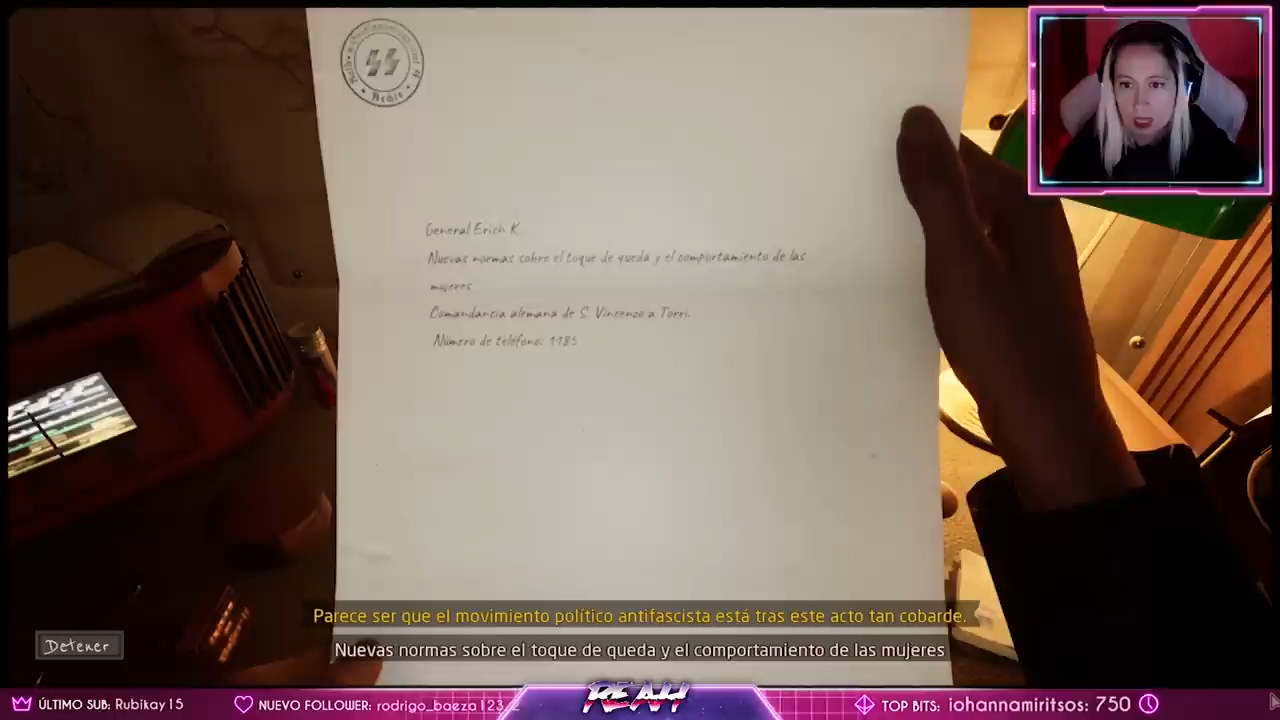 General Erich K.
Nuevas normas sobre el toque de queda y el comportamiento de las
mujeres
Comandancia alemana de S. Vincenzo a Torri.
Número de teléfono: 1185
Parece ser que el movimiento político antifascista está tras este acto tan cobarde.
Detener
Nuevas normas sobre el toque de queda y el comportamiento de las mujeres
ÚLTIMO SUB: Rubikay15
NUEVO FOLLOWER: rodrigo_baeza123_2
REAH
TOP BITS: iohannamiritsos: 750